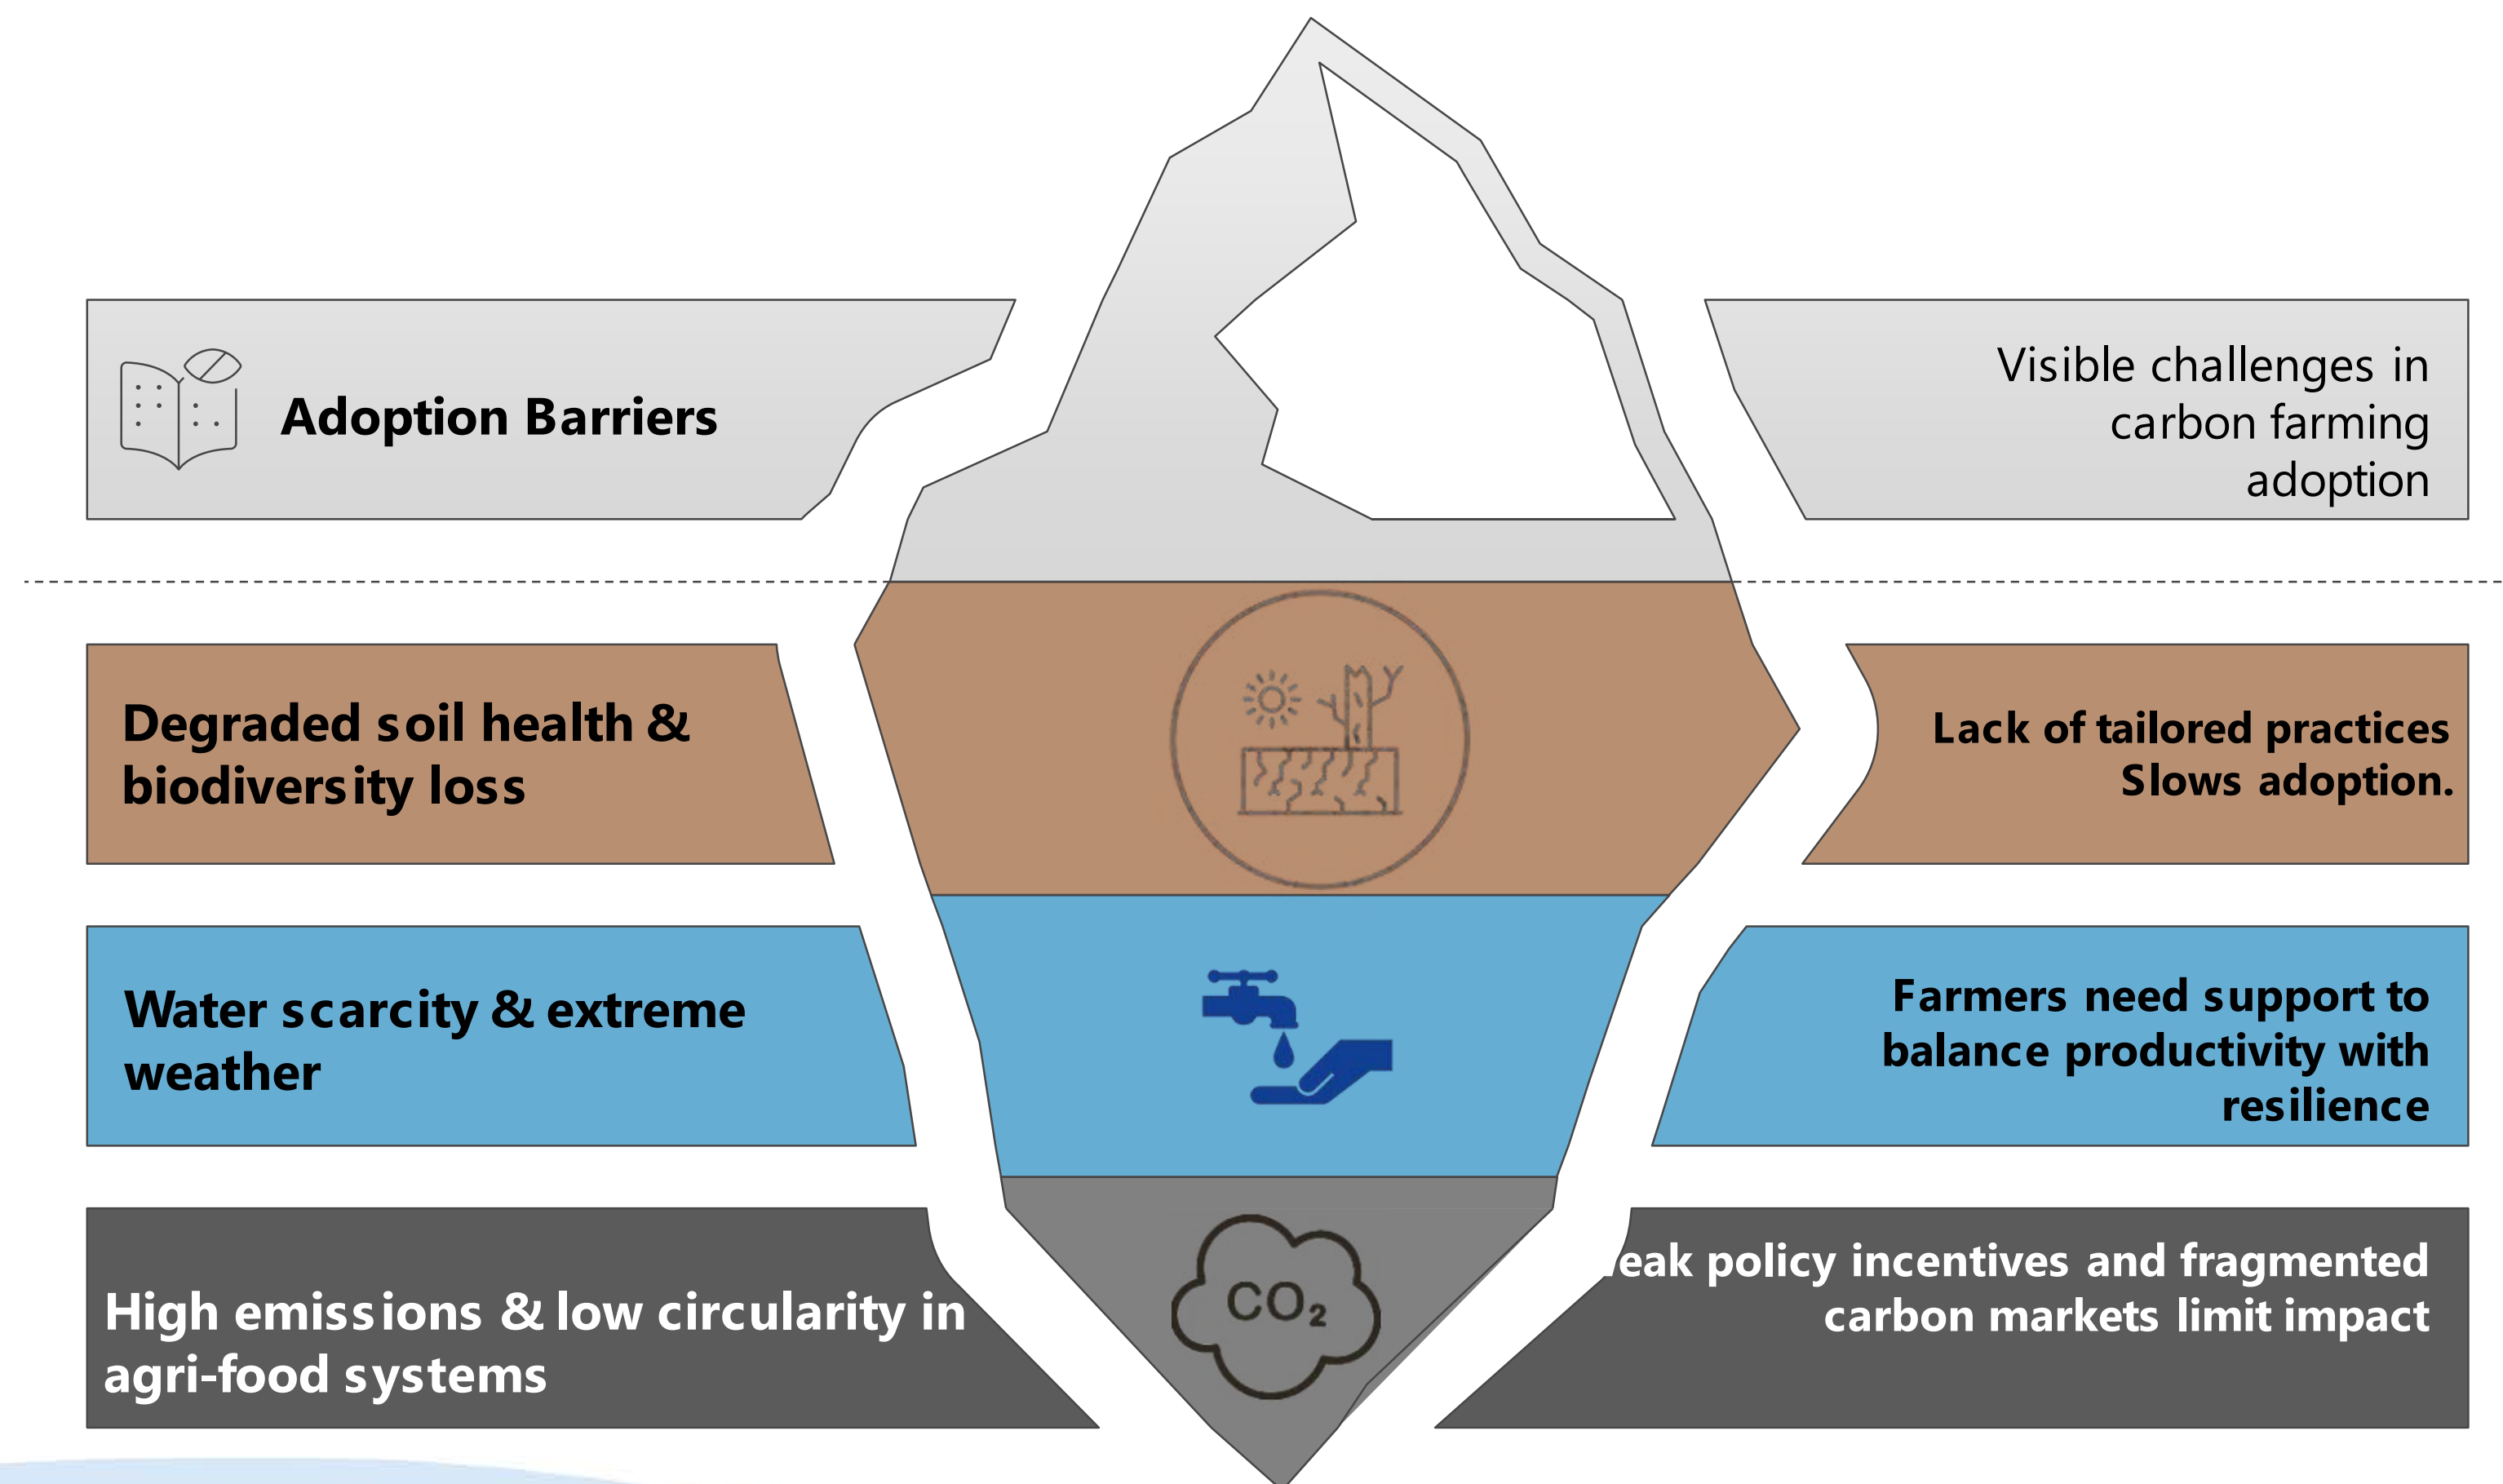 Adoption Barriers
Visible challenges in
carbon farming
adoption
Degraded soil health &
biodiversity loss
Lack of tailored practices
Slows adoption.
Water scarcity & extreme
weather
Farmers need support to
balance productivity with
resilience
CO₂
High emissions & low circularity in
agri-food systems
eak policy incentives and fragmented
carbon markets limit impact